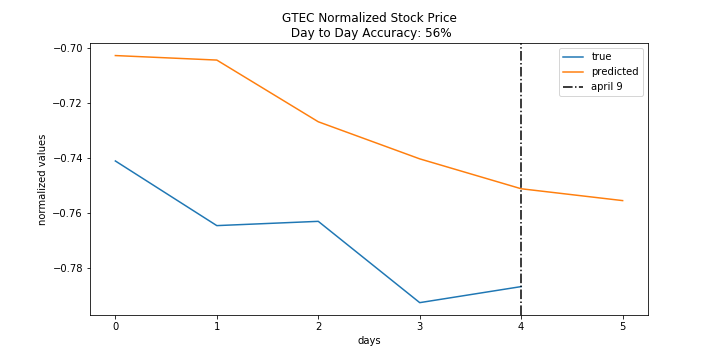 GTEC Normalized Stock Price
Day to Day Accuracy: 56%
true
predicted
april 9
−0.70
−0.72
−0.74
−0.76
−0.78
normalized values
0 1 2 3 4 5
days